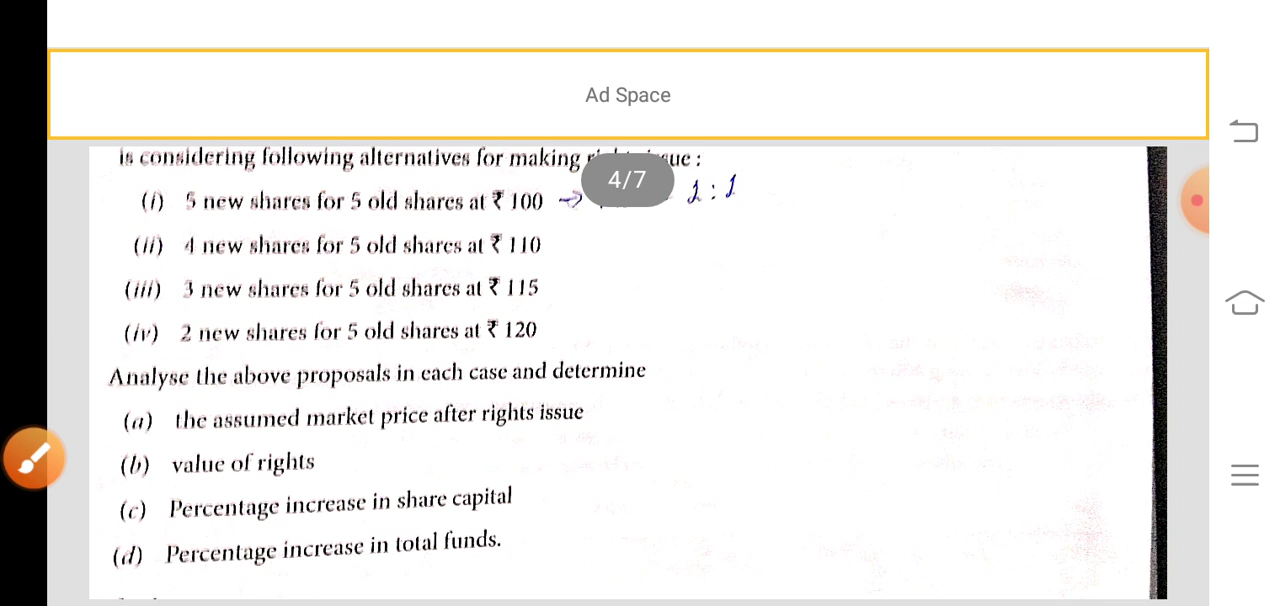 Ad Space
is considering following alternatives for making
4/7
(i) 5 new shares for 5 old shares at ₹ 100 → 1 : 1
(ii) 4 new shares for 5 old shares at ₹ 110
(iii) 3 new shares for 5 old shares at ₹ 115
(iv) 2 new shares for 5 old shares at ₹ 120
Analyse the above proposals in each case and determine
(a) the assumed market price after rights issue
(b) value of rights
(c) Percentage increase in share capital
(d) Percentage increase in total funds.